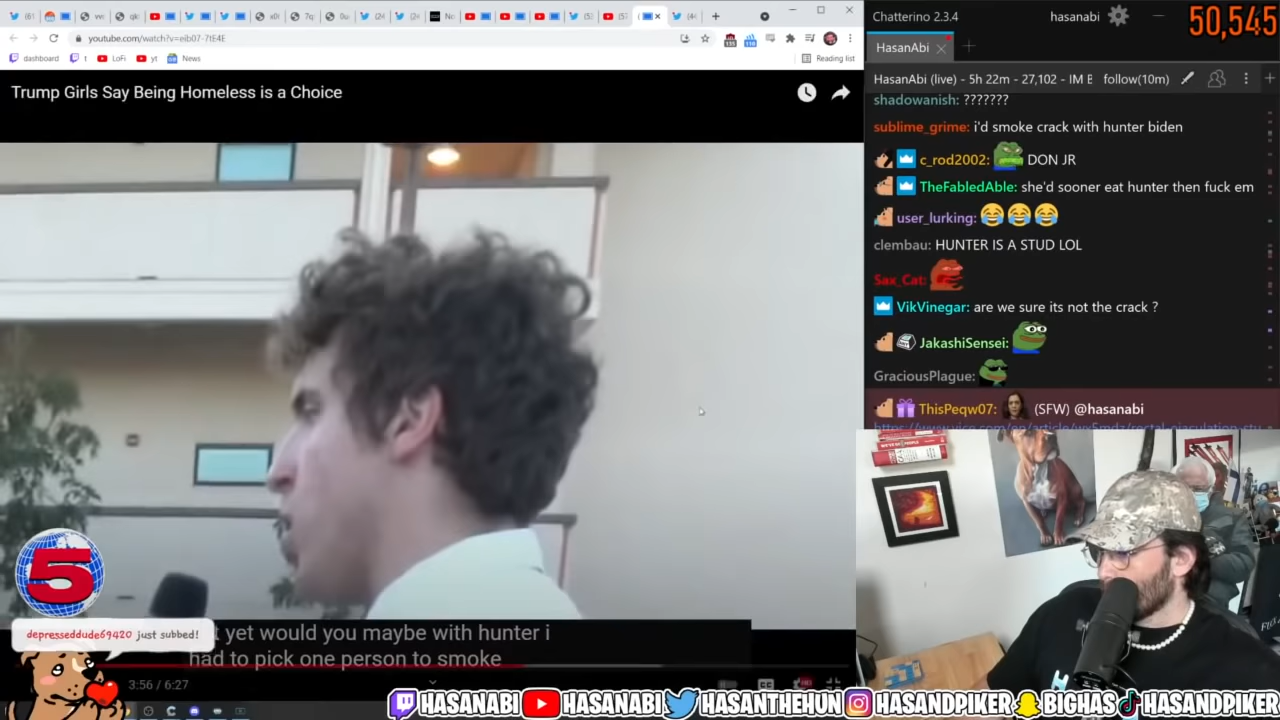 youtube.com/watch?v=eib07-7tE4E
dashboard
t
LoFi
yt
News
Reading list
Trump Girls Say Being Homeless is a Choice
5
depresseddude69420 just subbed!
t yet would you maybe with hunter i
had to pick one person to smoke
3:56 / 6:27
Chatterino 2.3.4
hasanabi
50,545
HasanAbi
HasanAbi (live) - 5h 22m - 27,102 - IM E
follow(10m)
shadowanish: ???????
sublime_grime: i'd smoke crack with hunter biden
c_rod2002: DON JR
TheFabledAble: she'd sooner eat hunter then fuck em
user_lurking:
clembau: HUNTER IS A STUD LOL
Sax_Cat:
VikVinegar: are we sure its not the crack ?
JakashiSensei:
GraciousPlague:
ThisPeqw07: (SFW) @hasanabi
HASANABI
HASANABI
HASANTHEHUN
HASANDPIKER
BIGHAS
HASANDPIKER